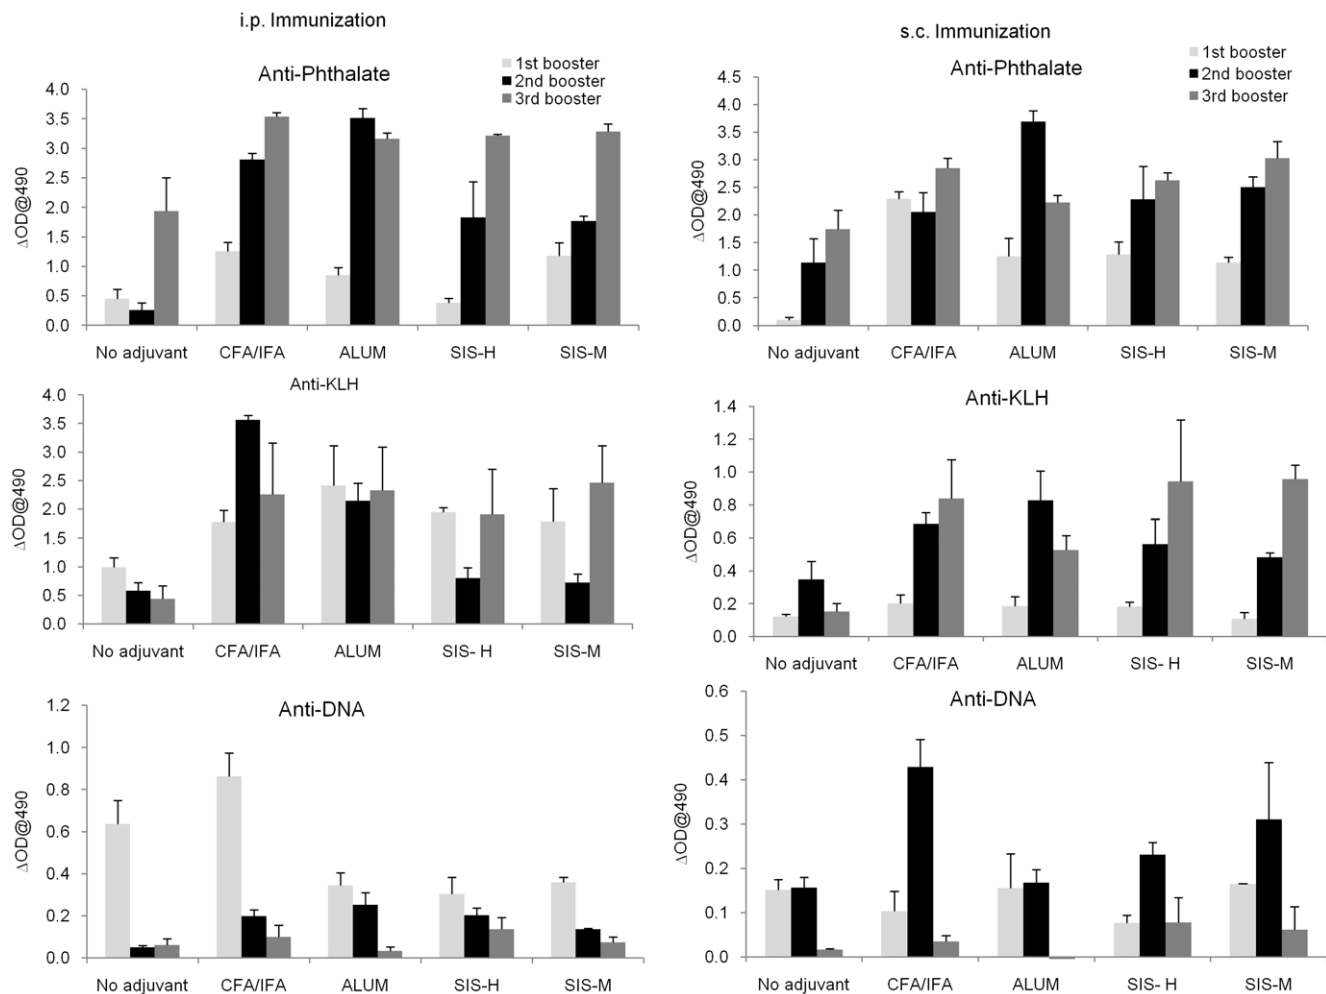 i.p. Immunization
Anti-Phthalate
1st booster
2nd booster
3rd booster
ΔOD@490
4.0
3.5
3.0
2.5
2.0
1.5
1.0
0.5
0.0
No adjuvant CFA/IFA ALUM SIS-H SIS-M
Anti-KLH
ΔOD@490
4.0
3.5
3.0
2.5
2.0
1.5
1.0
0.5
0.0
No adjuvant CFA/IFA ALUM SIS- H SIS-M
Anti-DNA
ΔOD@490
1.2
1.0
0.8
0.6
0.4
0.2
0.0
No adjuvant CFA/IFA ALUM SIS-H SIS-M
s.c. Immunization
Anti-Phthalate
1st booster
2nd booster
3rd booster
ΔOD@490
4.5
4.0
3.5
3.0
2.5
2.0
1.5
1.0
0.5
0.0
No adjuvant CFA/IFA ALUM SIS-H SIS-M
Anti-KLH
ΔOD@490
1.4
1.2
1.0
0.8
0.6
0.4
0.2
0.0
No adjuvant CFA/IFA ALUM SIS- H SIS-M
Anti-DNA
ΔOD@490
0.6
0.5
0.4
0.3
0.2
0.1
0.0
No adjuvant CFA/IFA ALUM SIS- H SIS-M